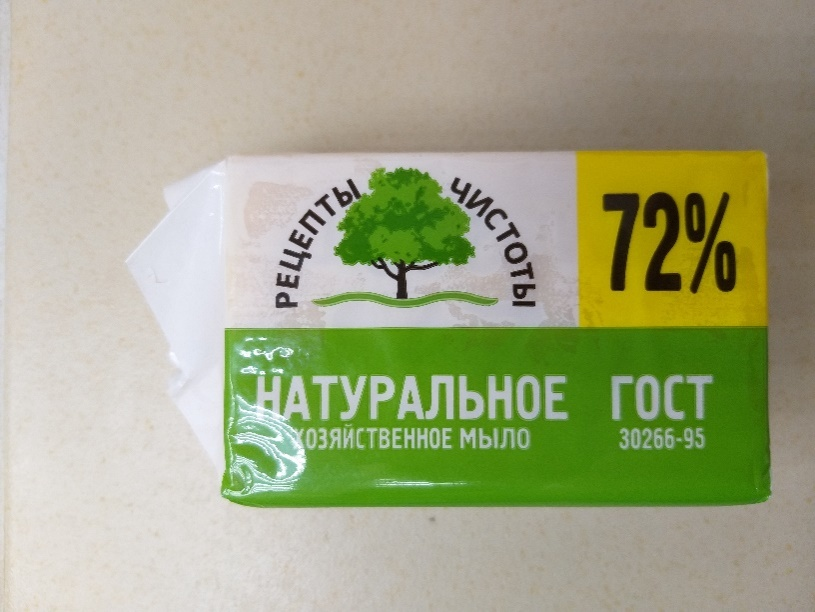 РЕЦЕПТЫ ЧИСТОТЫ
72%
НАТУРАЛЬНОЕ
ХОЗЯЙСТВЕННОЕ МЫЛО
ГОСТ
30266-95